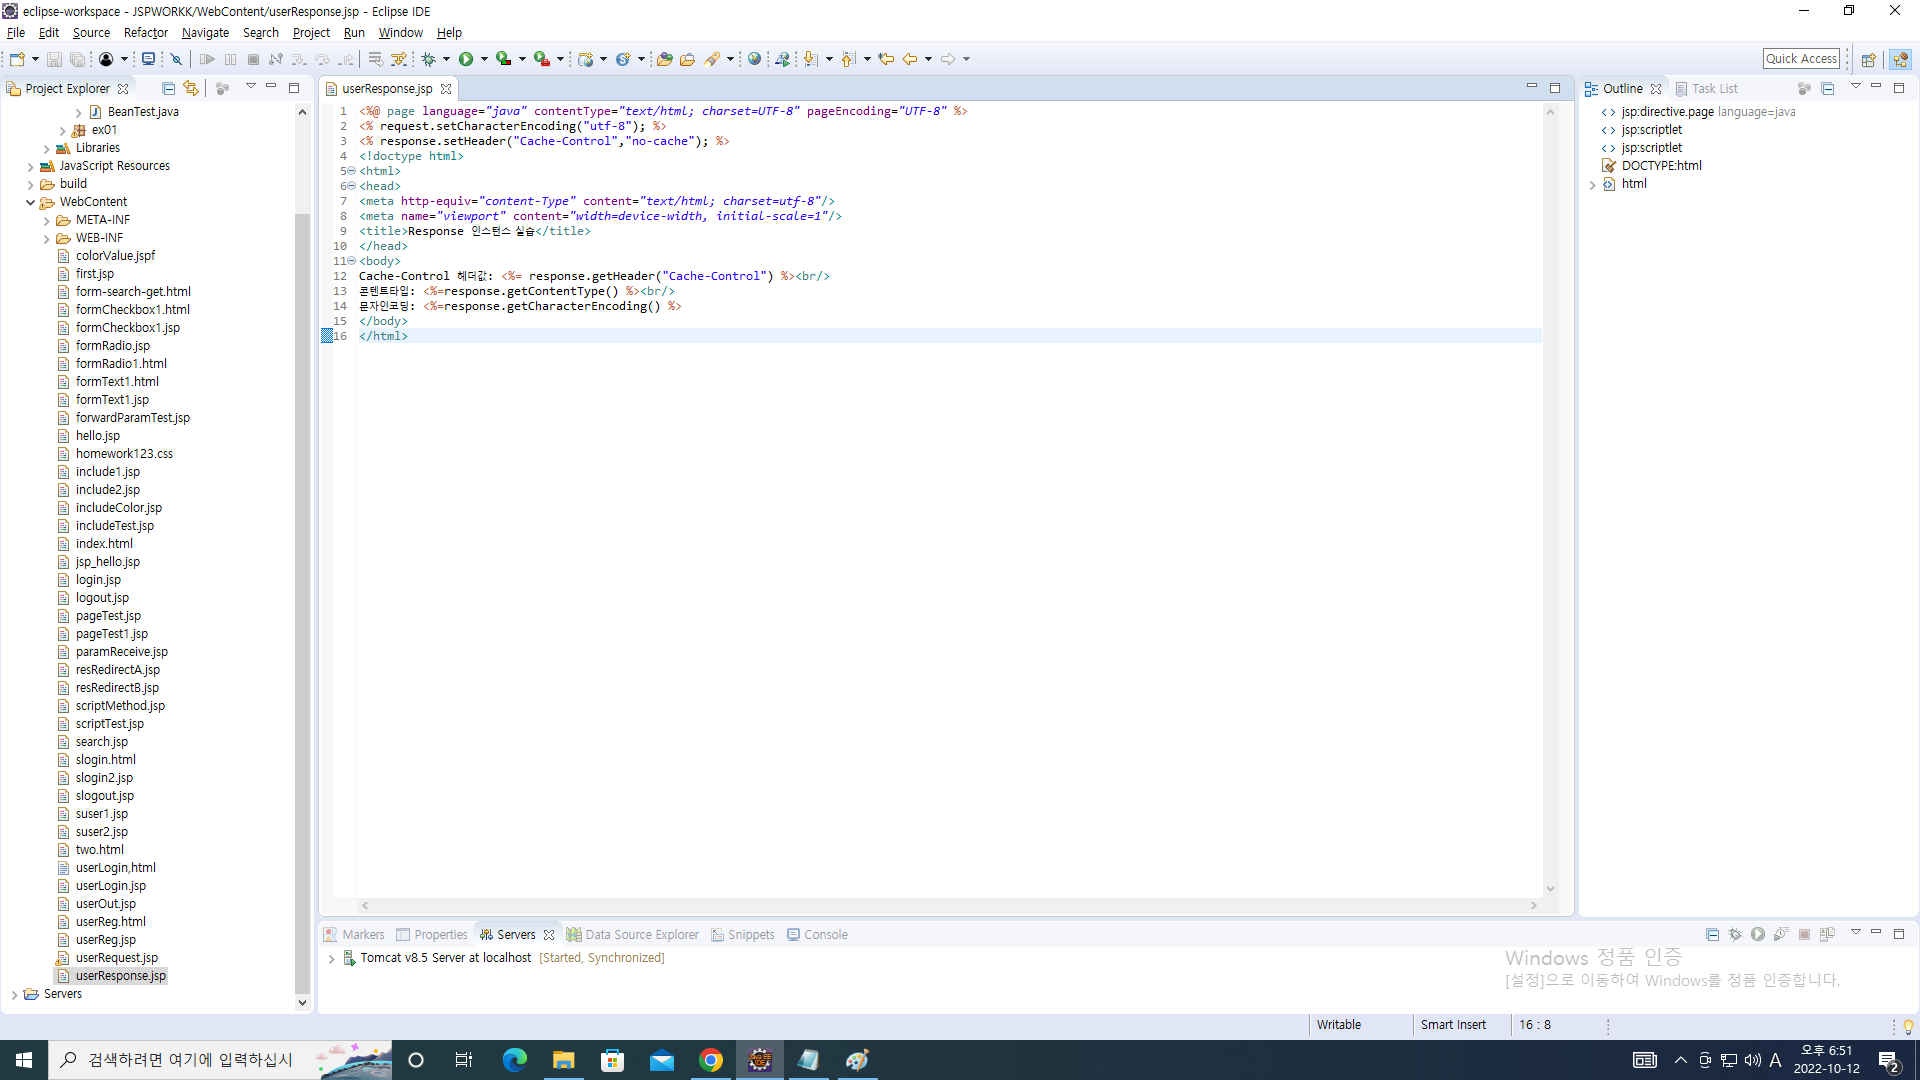 eclipse-workspace - JSPWORKK/WebContent/userResponse.jsp - Eclipse IDE
File Edit Source Refactor Navigate Search Project Run Window Help
Quick Access
Project Explorer
BeanTest.java
ex01
Libraries
JavaScript Resources
build
WebContent
META-INF
WEB-INF
colorValue.jspf
first.jsp
form-search-get.html
formCheckbox1.html
formCheckbox1.jsp
formRadio.jsp
formRadio1.html
formText1.html
formText1.jsp
forwardParamTest.jsp
hello.jsp
homework123.css
include1.jsp
include2.jsp
includeColor.jsp
includeTest.jsp
index.html
jsp_hello.jsp
login.jsp
logout.jsp
pageTest.jsp
pageTest1.jsp
paramReceive.jsp
resRedirectA.jsp
resRedirectB.jsp
scriptMethod.jsp
scriptTest.jsp
search.jsp
slogin.html
slogin2.jsp
slogout.jsp
suser1.jsp
suser2.jsp
two.html
userLogin,html
userLogin.jsp
userOut.jsp
userReg.html
userReg.jsp
userRequest.jsp
userResponse.jsp
Servers
userResponse.jsp
1 <%@ page language="java" contentType="text/html; charset=UTF-8" pageEncoding="UTF-8" %>
2 <% request.setCharacterEncoding("utf-8"); %>
3 <% response.setHeader("Cache-Control","no-cache"); %>
4 <!doctype html>
5 <html>
6 <head>
7 <meta http-equiv="content-Type" content="text/html; charset=utf-8"/>
8 <meta name="viewport" content="width=device-width, initial-scale=1"/>
9 <title>Response 인스턴스 실습</title>
10 </head>
11 <body>
12 Cache-Control 헤더값: <%= response.getHeader("Cache-Control") %><br/>
13 콘텐트타입: <%=response.getContentType() %><br/>
14 문자인코딩: <%=response.getCharacterEncoding() %>
15 </body>
16 </html>
Outline Task List
jsp:directive.page language=java
jsp:scriptlet
jsp:scriptlet
DOCTYPE:html
html
Markers Properties Servers Data Source Explorer Snippets Console
Tomcat v8.5 Server at localhost [Started, Synchronized]
Windows 정품 인증
[설정]으로 이동하여 Windows를 정품 인증합니다.
Writable Smart Insert 16 : 8
검색하려면 여기에 입력하십시
A
오후 6:51
2022-10-12
2